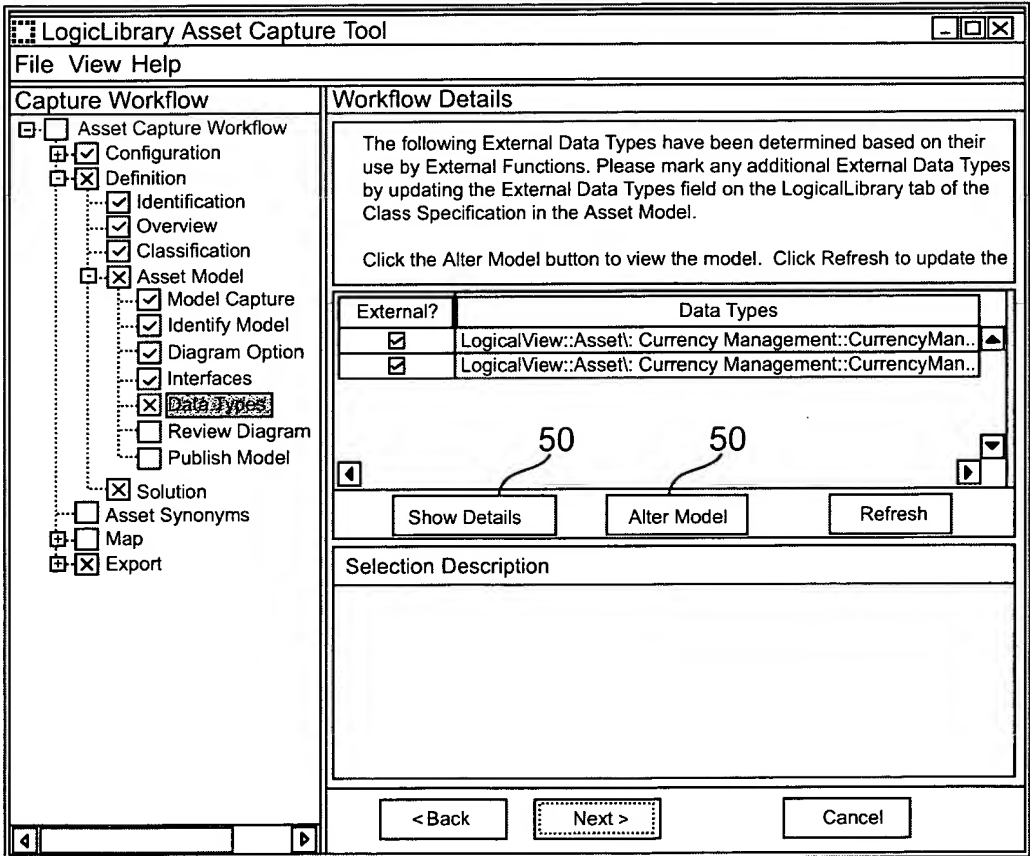 LogicLibrary Asset Capture Tool
File View Help
Capture Workflow
Asset Capture Workflow
Configuration
Definition
Identification
Overview
Classification
Asset Model
Model Capture
Identify Model
Diagram Option
Interfaces
Data Types
Review Diagram
Publish Model
Solution
Asset Synonyms
Map
Export
Workflow Details
The following External Data Types have been determined based on their
use by External Functions. Please mark any additional External Data Types
by updating the External Data Types field on the LogicalLibrary tab of the
Class Specification in the Asset Model.
Click the Alter Model button to view the model. Click Refresh to update the
External? Data Types
LogicalView::Asset\: Currency Management::CurrencyMan..
LogicalView::Asset\: Currency Management::CurrencyMan..
50 50
Show Details Alter Model Refresh
Selection Description
< Back Next > Cancel